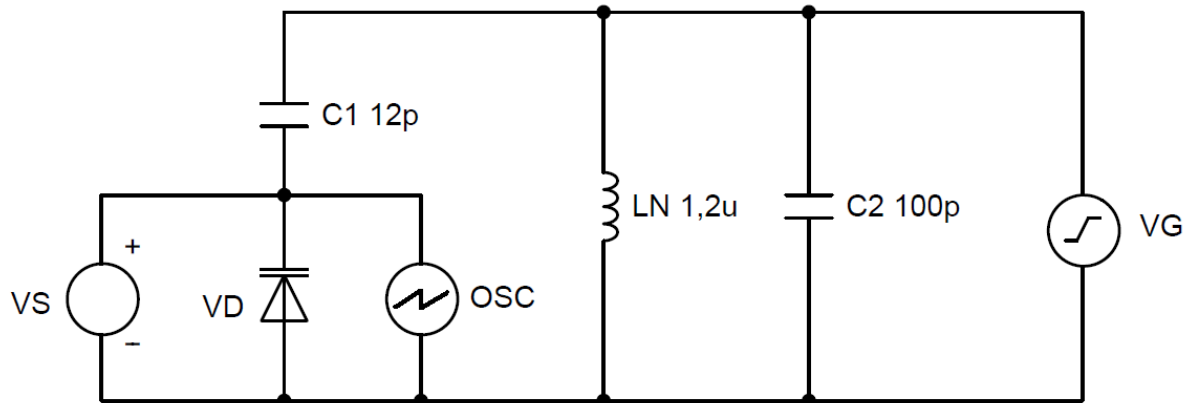 C1 12p
LN 1,2u
C2 100p
VG
+
VS
VD
OSC
-